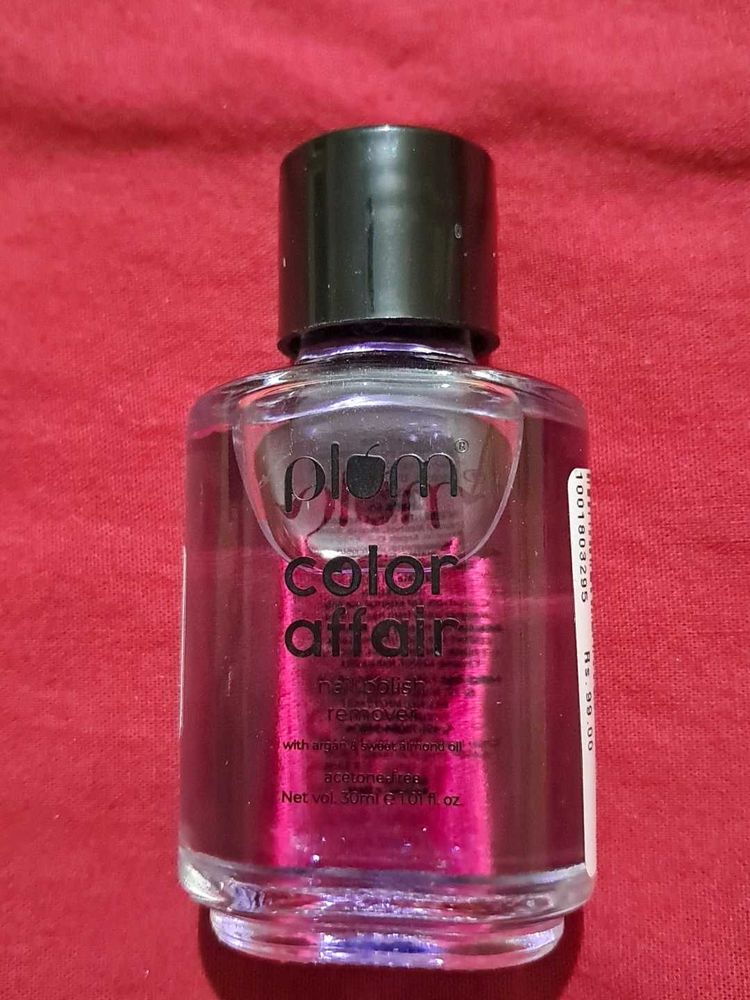 plum®
color
affair
nail polish
remover
with argan & sweet almond oil
acetone-free
Net vol. 30ml ℮ 1.01 fl. oz.
1001803295 Rs.99.00